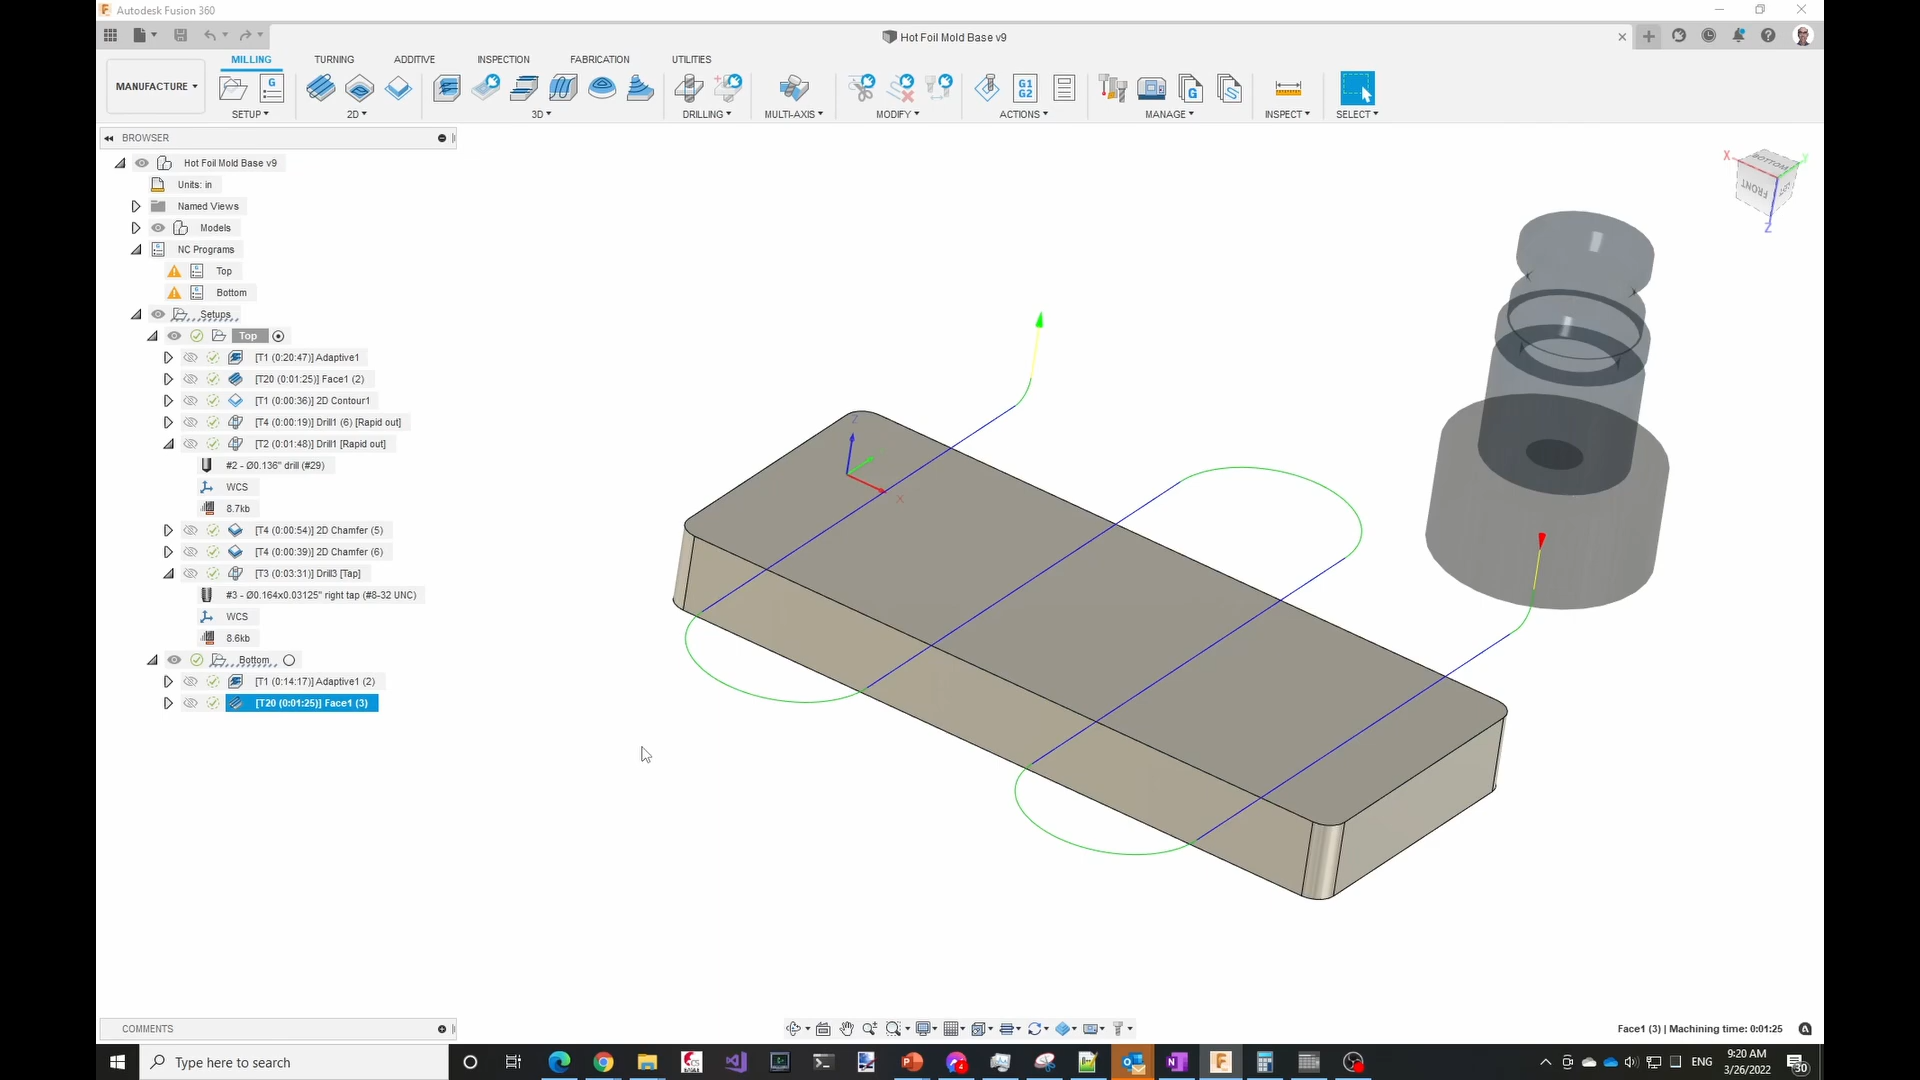 Autodesk Fusion 360
Hot Foil Mold Base v9
MILLING TURNING ADDITIVE INSPECTION FABRICATION UTILITIES
MANUFACTURE
G1
G2
SETUP 2D 3D DRILLING MULTI-AXIS MODIFY ACTIONS MANAGE INSPECT SELECT
BROWSER
Hot Foil Mold Base v9
Units: in
Named Views
Models
NC Programs
Top
Bottom
Setups
Top
[T1 (0:20:47)] Adaptive1
[T20 (0:01:25)] Face1 (2)
[T1 (0:00:36)] 2D Contour1
[T4 (0:00:19)] Drill1 (6) [Rapid out]
[T2 (0:01:48)] Drill1 [Rapid out]
#2 - Ø0.136" drill (#29)
WCS
8.7kb
[T4 (0:00:54)] 2D Chamfer (5)
[T4 (0:00:39)] 2D Chamfer (6)
[T3 (0:03:31)] Drill3 [Tap]
#3 - Ø0.164x0.03125" right tap (#8-32 UNC)
WCS
8.6kb
Bottom
[T1 (0:14:17)] Adaptive1 (2)
[T20 (0:01:25)] Face1 (3)
X
BOTTOM
FRONT
Z
Z
X
COMMENTS
Face1 (3) | Machining time: 0:01:25
Type here to search
ENG
9:20 AM
3/26/2022
30